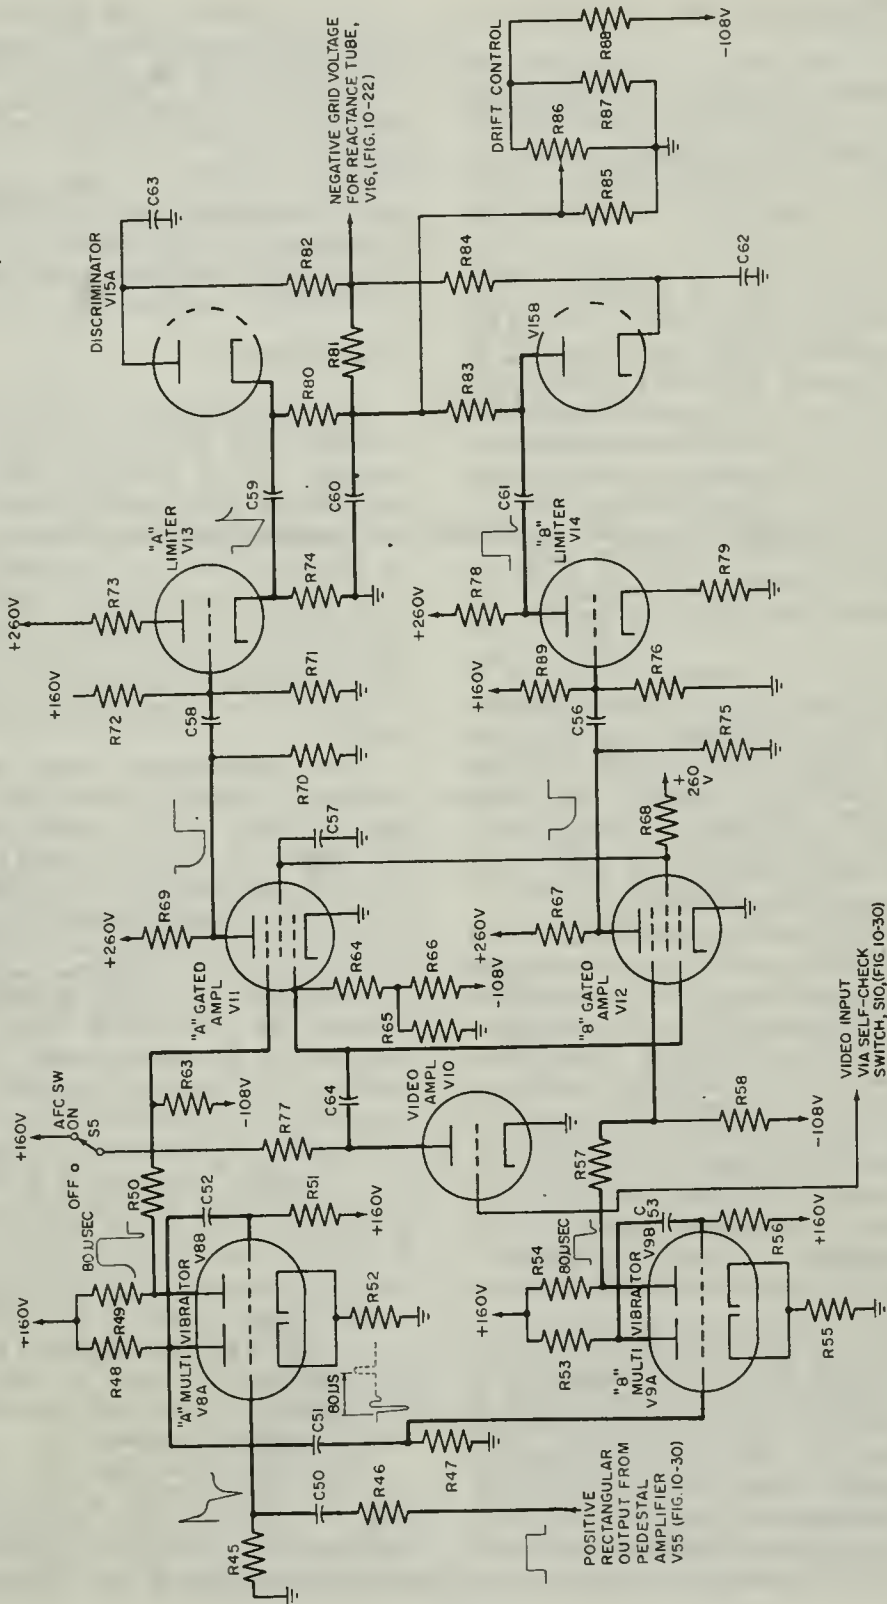 POSITIVE
RECTANGULAR
OUTPUT FROM
PEDESTAL
AMPLIFIER
V55 (FIG. 10-30)
R45
C50
R46
C51
R47
+160V
R48
R49
80 µSEC
"A" MULTI VIBRATOR
V8A
V8B
C52
R50
R51
+160V
R52
80µS
+160V
R53
R54
80µSEC
"B"
MULTI VIBRATOR
V9A
V9B
C
53
R55
R56
+160V
R57
R58
-108V
+160V
AFC SW
OFF
ON
S5
R63
-108V
R77
C64
VIDEO
AMPL V10
VIDEO INPUT
VIA SELF-CHECK
SWITCH, S10, (FIG 10-30)
+260V
R69
"A" GATED
AMPL
V11
R64
R65
R66
-108V
C57
+260V
R67
"B" GATED
AMPL
V12
R68
+
260
V
R70
C58
+160V
R72
R71
+260V
R73
"A"
LIMITER
V13
R74
R75
C56
+160V
R89
R76
+260V
R78
"B"
LIMITER
V14
R79
C59
C60
C61
DISCRIMINATOR
V15A
C63
R80
R81
R82
R83
R84
V15B
C62
NEGATIVE GRID VOLTAGE
FOR REACTANCE TUBE,
V16, (FIG. 10-22)
DRIFT CONTROL
R85
R86
R87
R88
-108V